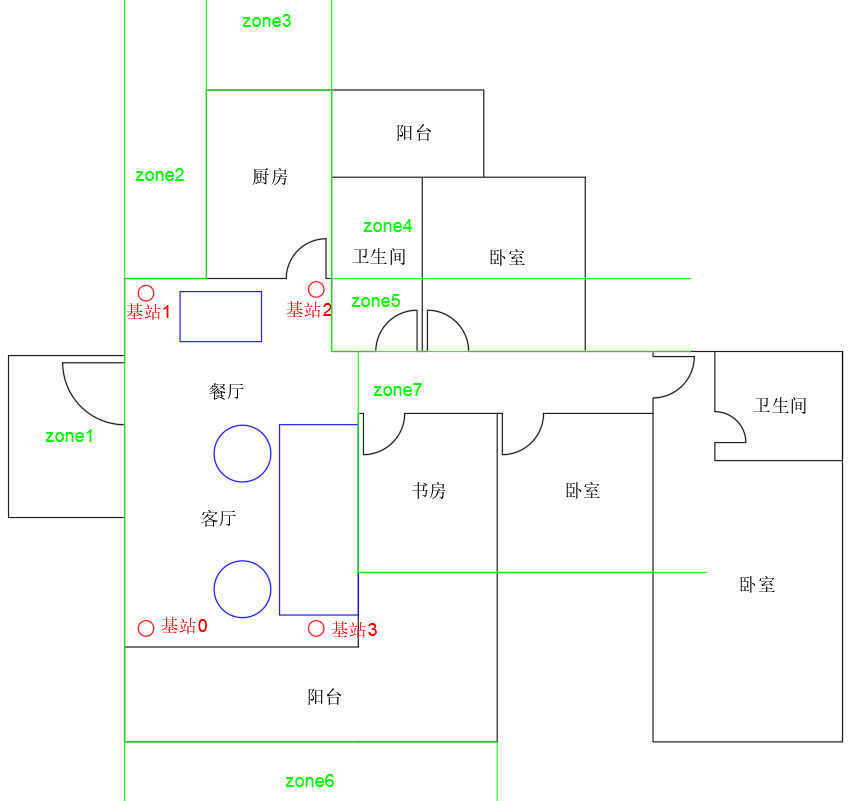 zone3
阳台
厨房
zone2
zone4
卫生间
卧室
基站1
基站2
zone5
餐厅
zone7
卫生间
zone1
书房
卧室
客厅
卧室
基站0
基站3
阳台
zone6